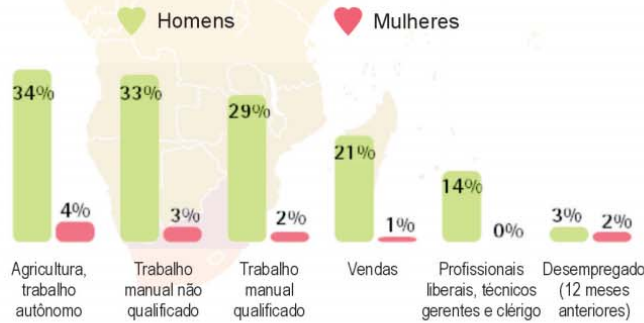 Homens
Mulheres
34%
4%
33%
3%
29%
2%
21%
1%
14%
0%
3%
2%
Agricultura,
trabalho
autônomo
Trabalho
manual não
qualificado
Trabalho
manual
qualificado
Vendas
Profissionais
liberais, técnicos
gerentes e clérigo
Desempregado
(12 meses
anteriores)